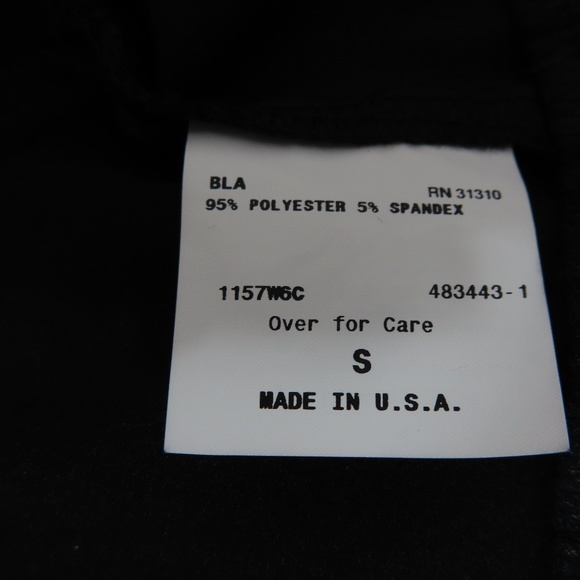 BLA RN 31310
95% POLYESTER 5% SPANDEX
1157W6C 483443-1
Over for Care
S
MADE IN U.S.A.